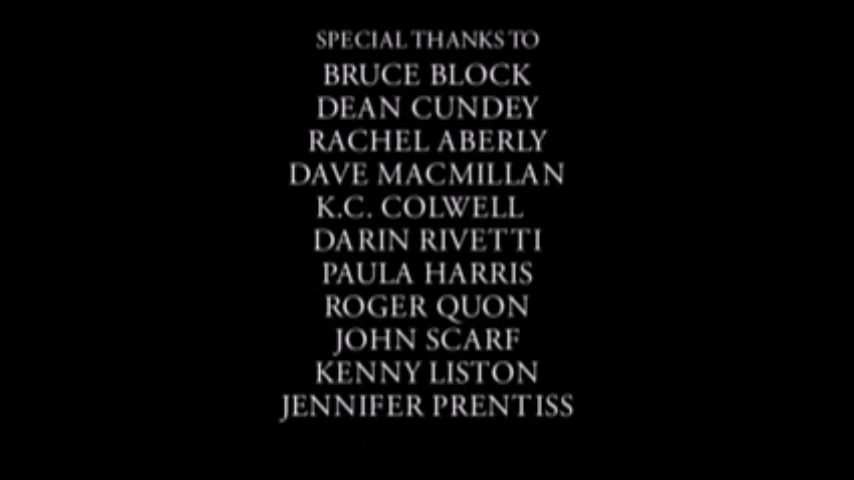 SPECIAL THANKS TO
BRUCE BLOCK
DEAN CUNDEY
RACHEL ABERLY
DAVE MACMILLAN
K.C. COLWELL
DARIN RIVETTI
PAULA HARRIS
ROGER QUON
JOHN SCARF
KENNY LISTON
JENNIFER PRENTISS